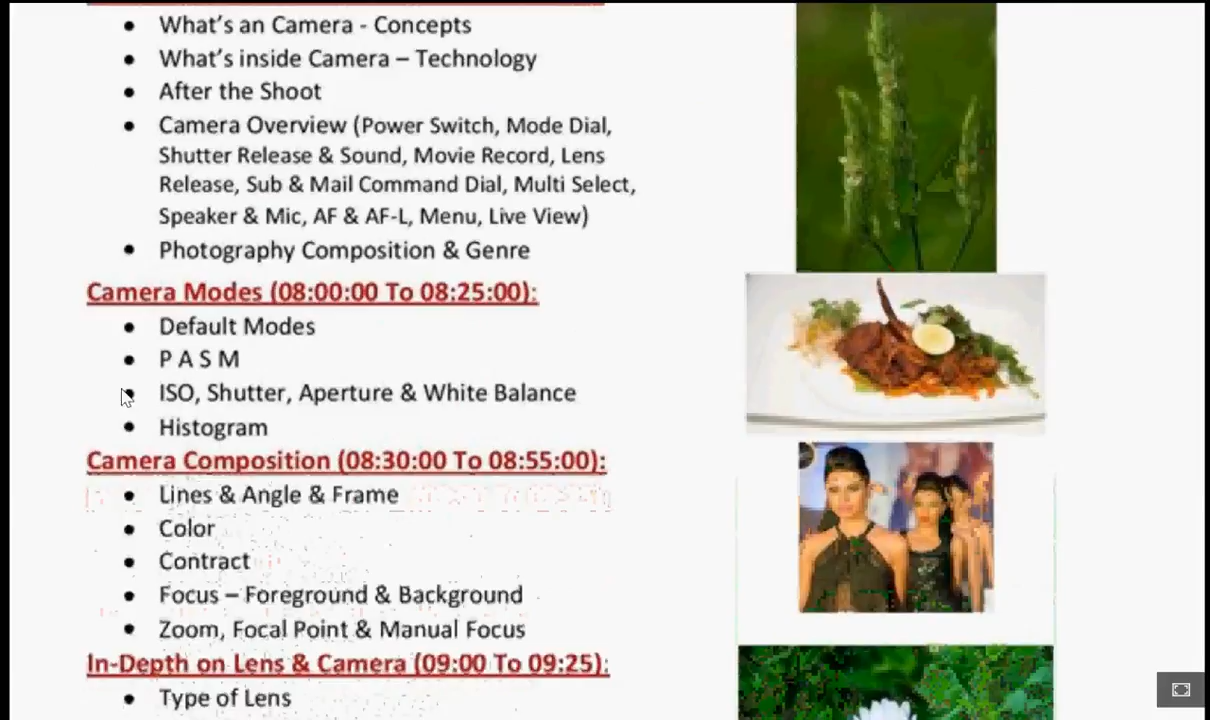 What's an Camera - Concepts
What's inside Camera – Technology
After the Shoot
Camera Overview (Power Switch, Mode Dial,
Shutter Release & Sound, Movie Record, Lens
Release, Sub & Mail Command Dial, Multi Select,
Speaker & Mic, AF & AF-L, Menu, Live View)
Photography Composition & Genre
Camera Modes (08:00:00 To 08:25:00):
Default Modes
P A S M
ISO, Shutter, Aperture & White Balance
Histogram
Camera Composition (08:30:00 To 08:55:00):
Lines & Angle & Frame
Color
Contract
Focus – Foreground & Background
Zoom, Focal Point & Manual Focus
In-Depth on Lens & Camera (09:00 To 09:25):
Type of Lens